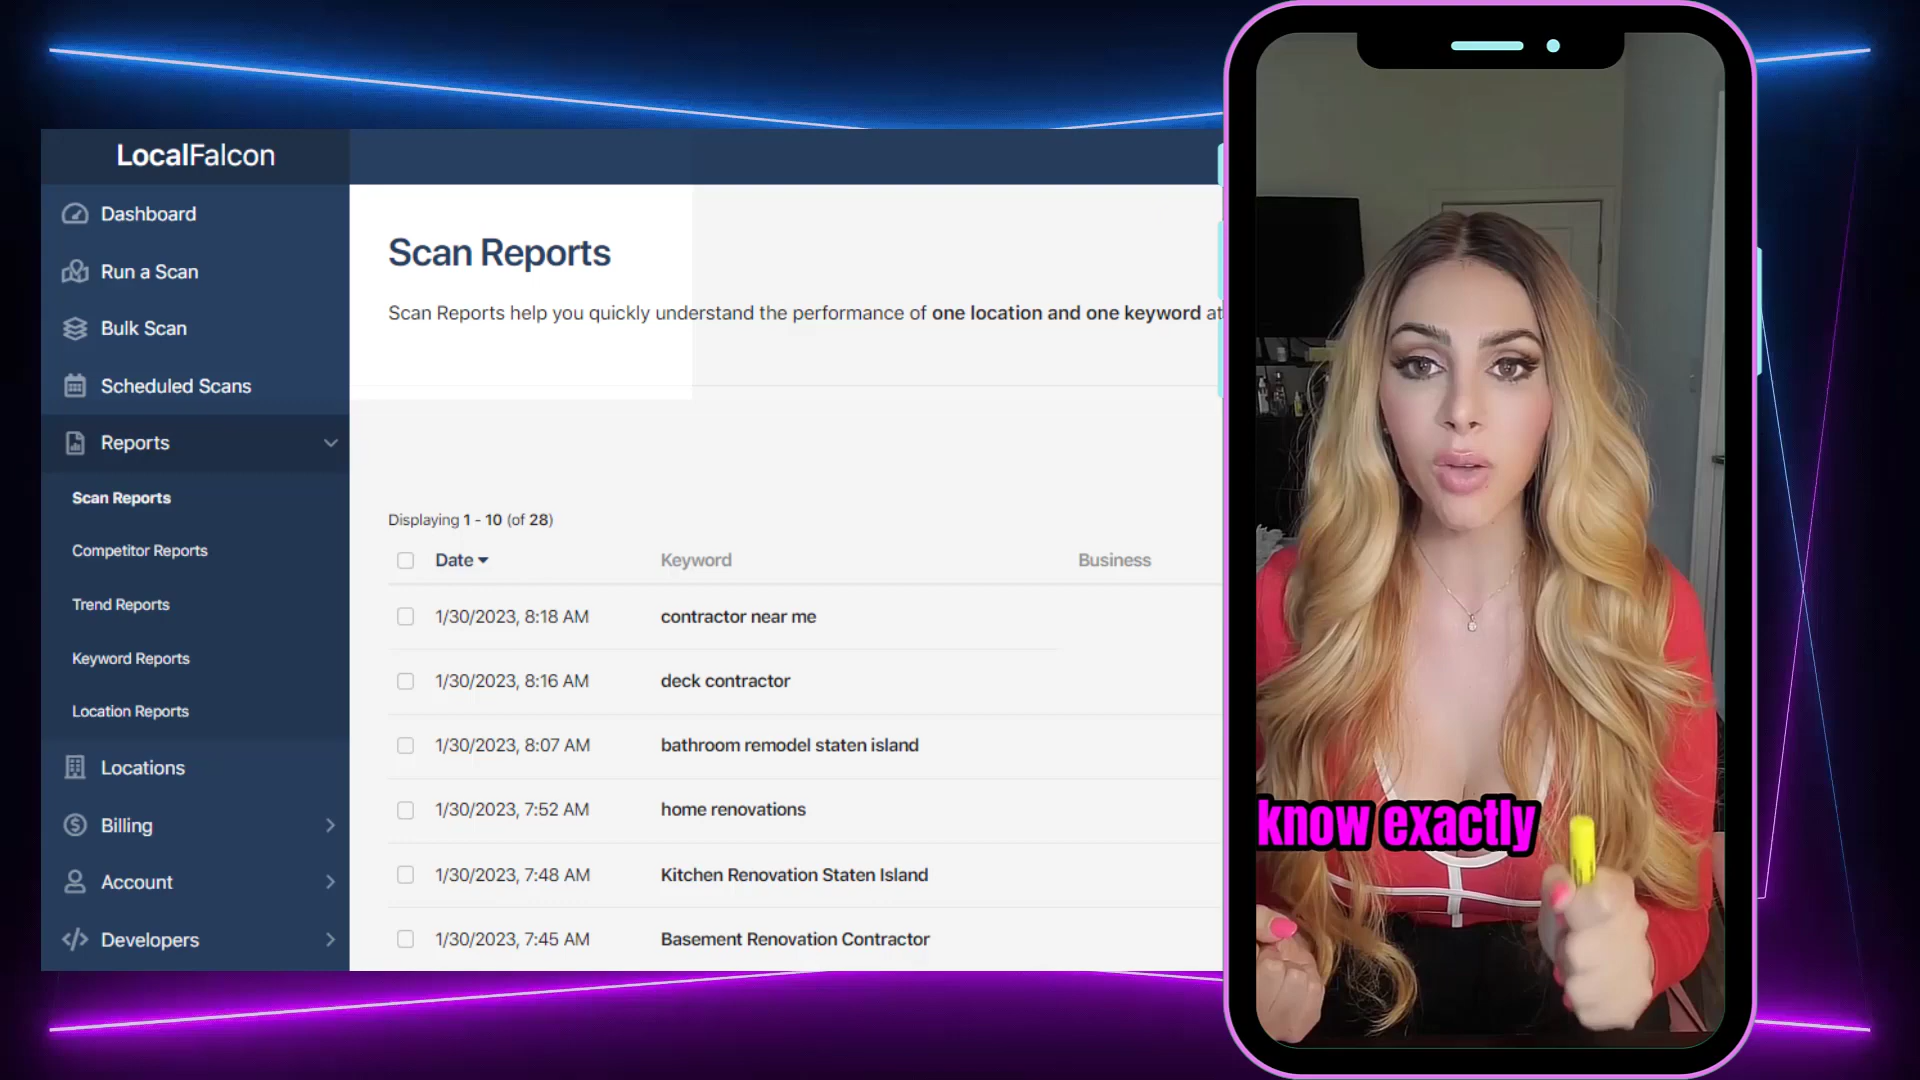 LocalFalcon
Dashboard
Run a Scan
Bulk Scan
Scheduled Scans
Reports
Scan Reports
Competitor Reports
Trend Reports
Keyword Reports
Location Reports
Locations
Billing
Account
Developers
Scan Reports
Scan Reports help you quickly understand the performance of one location and one keyword at
Displaying 1 - 10 (of 28)
Date Keyword Business
1/30/2023, 8:18 AM contractor near me
1/30/2023, 8:16 AM deck contractor
1/30/2023, 8:07 AM bathroom remodel staten island
1/30/2023, 7:52 AM home renovations
1/30/2023, 7:48 AM Kitchen Renovation Staten Island
1/30/2023, 7:45 AM Basement Renovation Contractor
know exactly